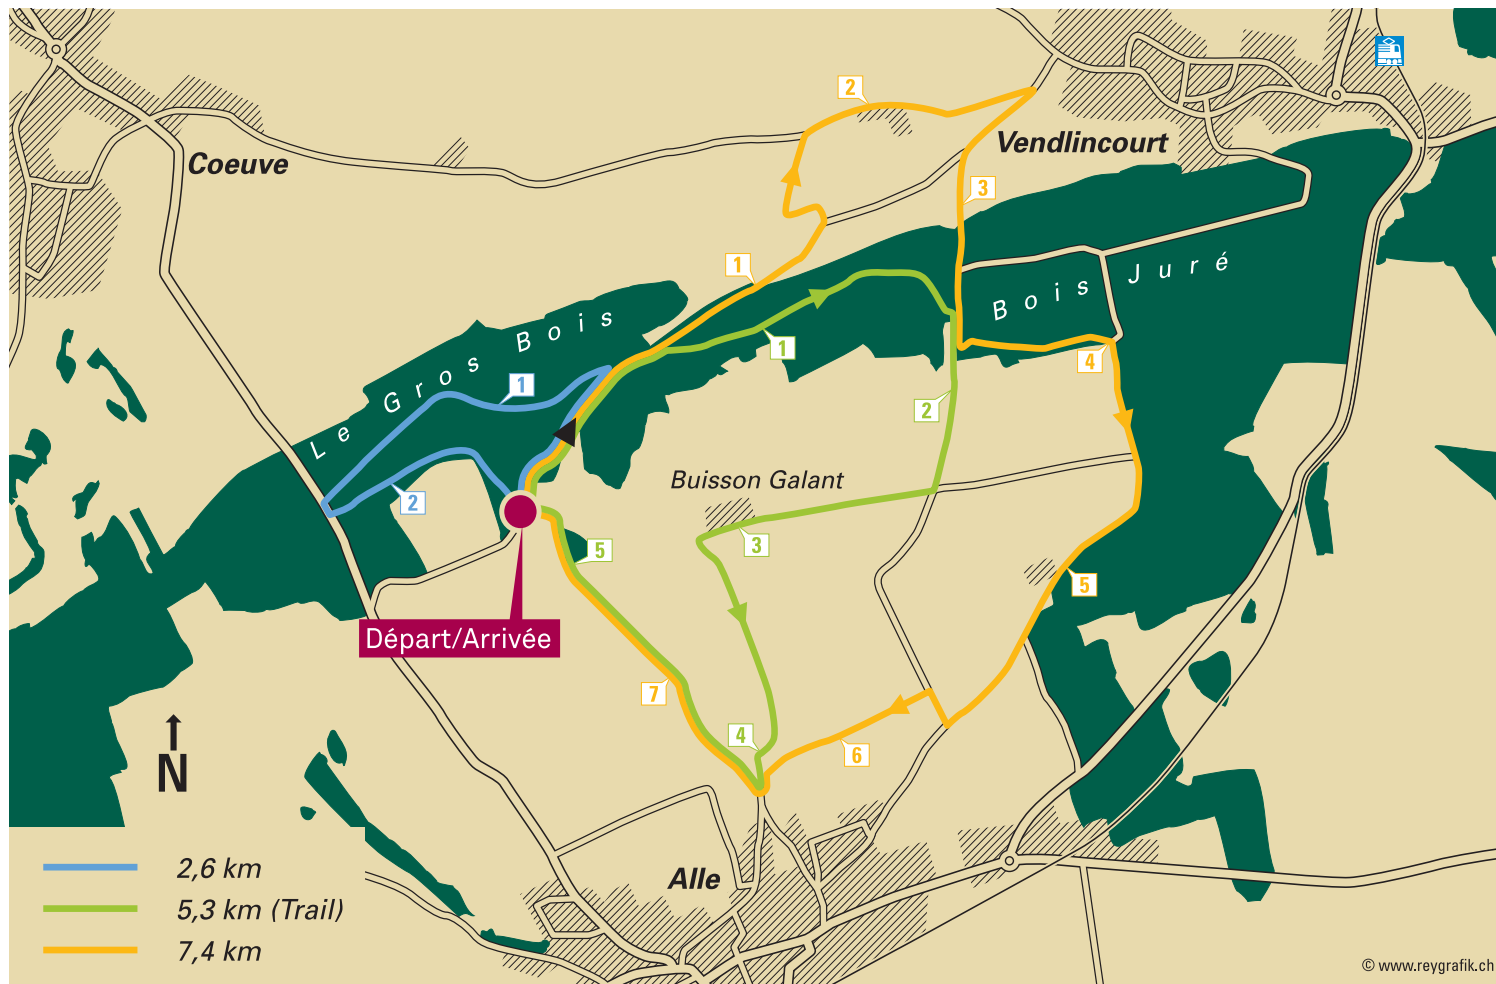 2
Vendlincourt
Coeuve
3
1
Bois Juré
Le Gros Bois
1
1
4
2
Buisson Galant
2
3
5
5
Départ/Arrivée
7
4
6
N
Alle
2,6 km
5,3 km (Trail)
7,4 km
© www.reygrafik.ch